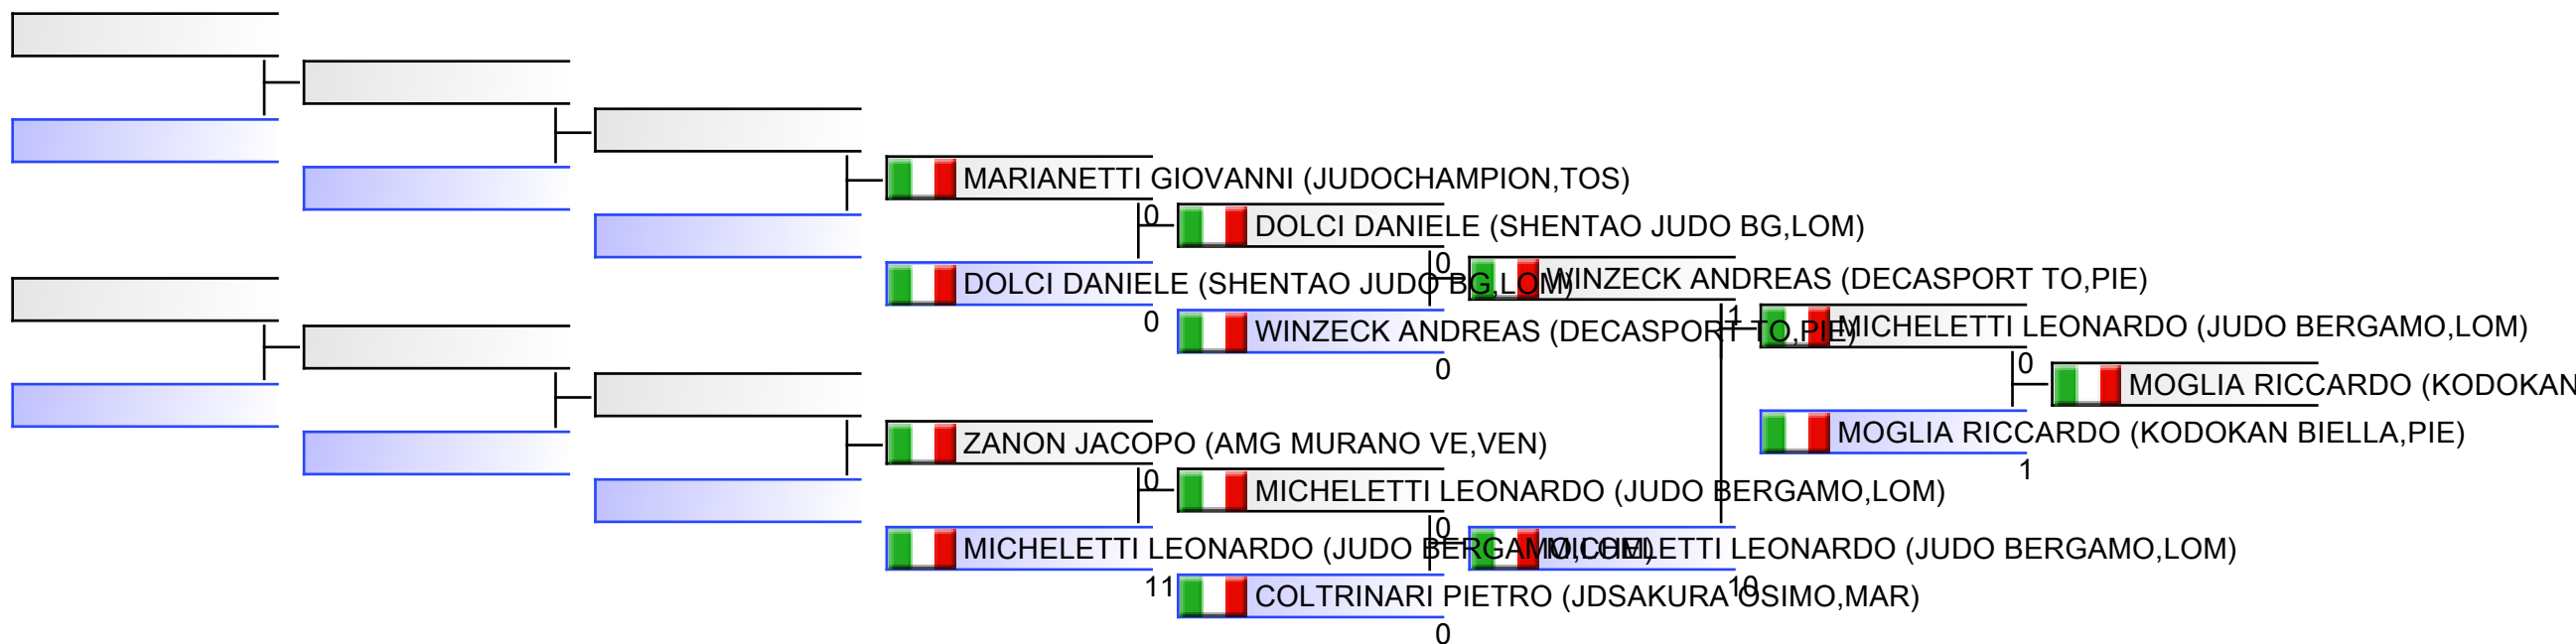 MARIANETTI GIOVANNI (JUDOCHAMPION,TOS)
0
DOLCI DANIELE (SHENTAO JUDO BG,LOM)
0
DOLCI DANIELE (SHENTAO JUDO BG,LOM)
0
WINZECK ANDREAS (DECASPORT TO,PIE)
0
WINZECK ANDREAS (DECASPORT TO,PIE)
1
MICHELETTI LEONARDO (JUDO BERGAMO,LOM)
0
MOGLIA RICCARDO (KODOKAN
MOGLIA RICCARDO (KODOKAN BIELLA,PIE)
1
ZANON JACOPO (AMG MURANO VE,VEN)
0
MICHELETTI LEONARDO (JUDO BERGAMO,LOM)
0
MICHELETTI LEONARDO (JUDO BERGAMO,LOM)
11
MICHELETTI LEONARDO (JUDO BERGAMO,LOM)
10
COLTRINARI PIETRO (JDSAKURA OSIMO,MAR)
0